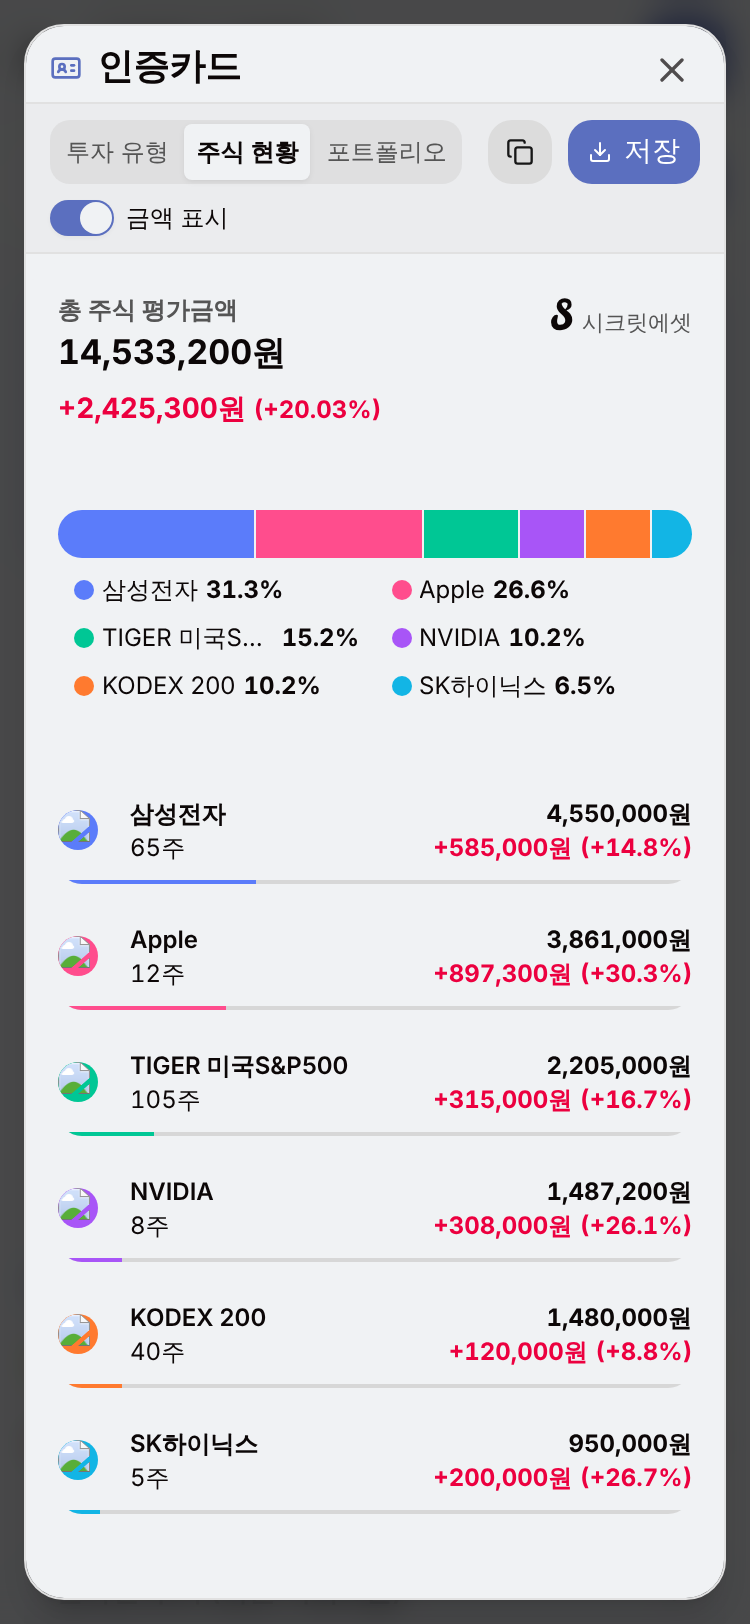 인증카드
투자 유형 주식 현황 포트폴리오 저장
금액 표시
총 주식 평가금액
시크릿에셋
14,533,200원
+2,425,300원 (+20.03%)
삼성전자 31.3% Apple 26.6%
TIGER 미국S... 15.2% NVIDIA 10.2%
KODEX 200 10.2% SK하이닉스 6.5%
삼성전자 4,550,000원
65주 +585,000원 (+14.8%)
Apple 3,861,000원
12주 +897,300원 (+30.3%)
TIGER 미국S&P500 2,205,000원
105주 +315,000원 (+16.7%)
NVIDIA 1,487,200원
8주 +308,000원 (+26.1%)
KODEX 200 1,480,000원
40주 +120,000원 (+8.8%)
SK하이닉스 950,000원
5주 +200,000원 (+26.7%)